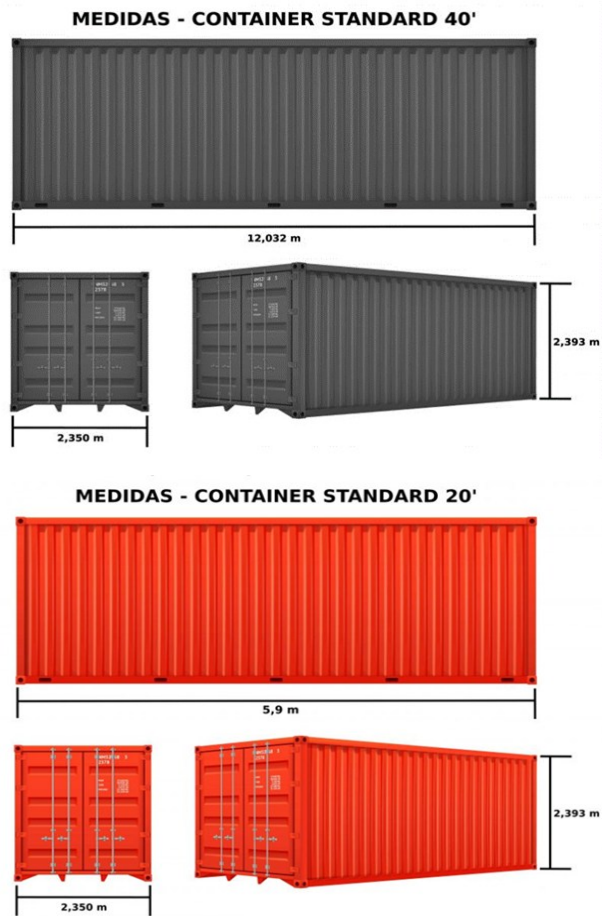 MEDIDAS - CONTAINER STANDARD 40'
12,032 m
2,393 m
2,350 m
MEDIDAS - CONTAINER STANDARD 20'
5,9 m
2,393 m
2,350 m